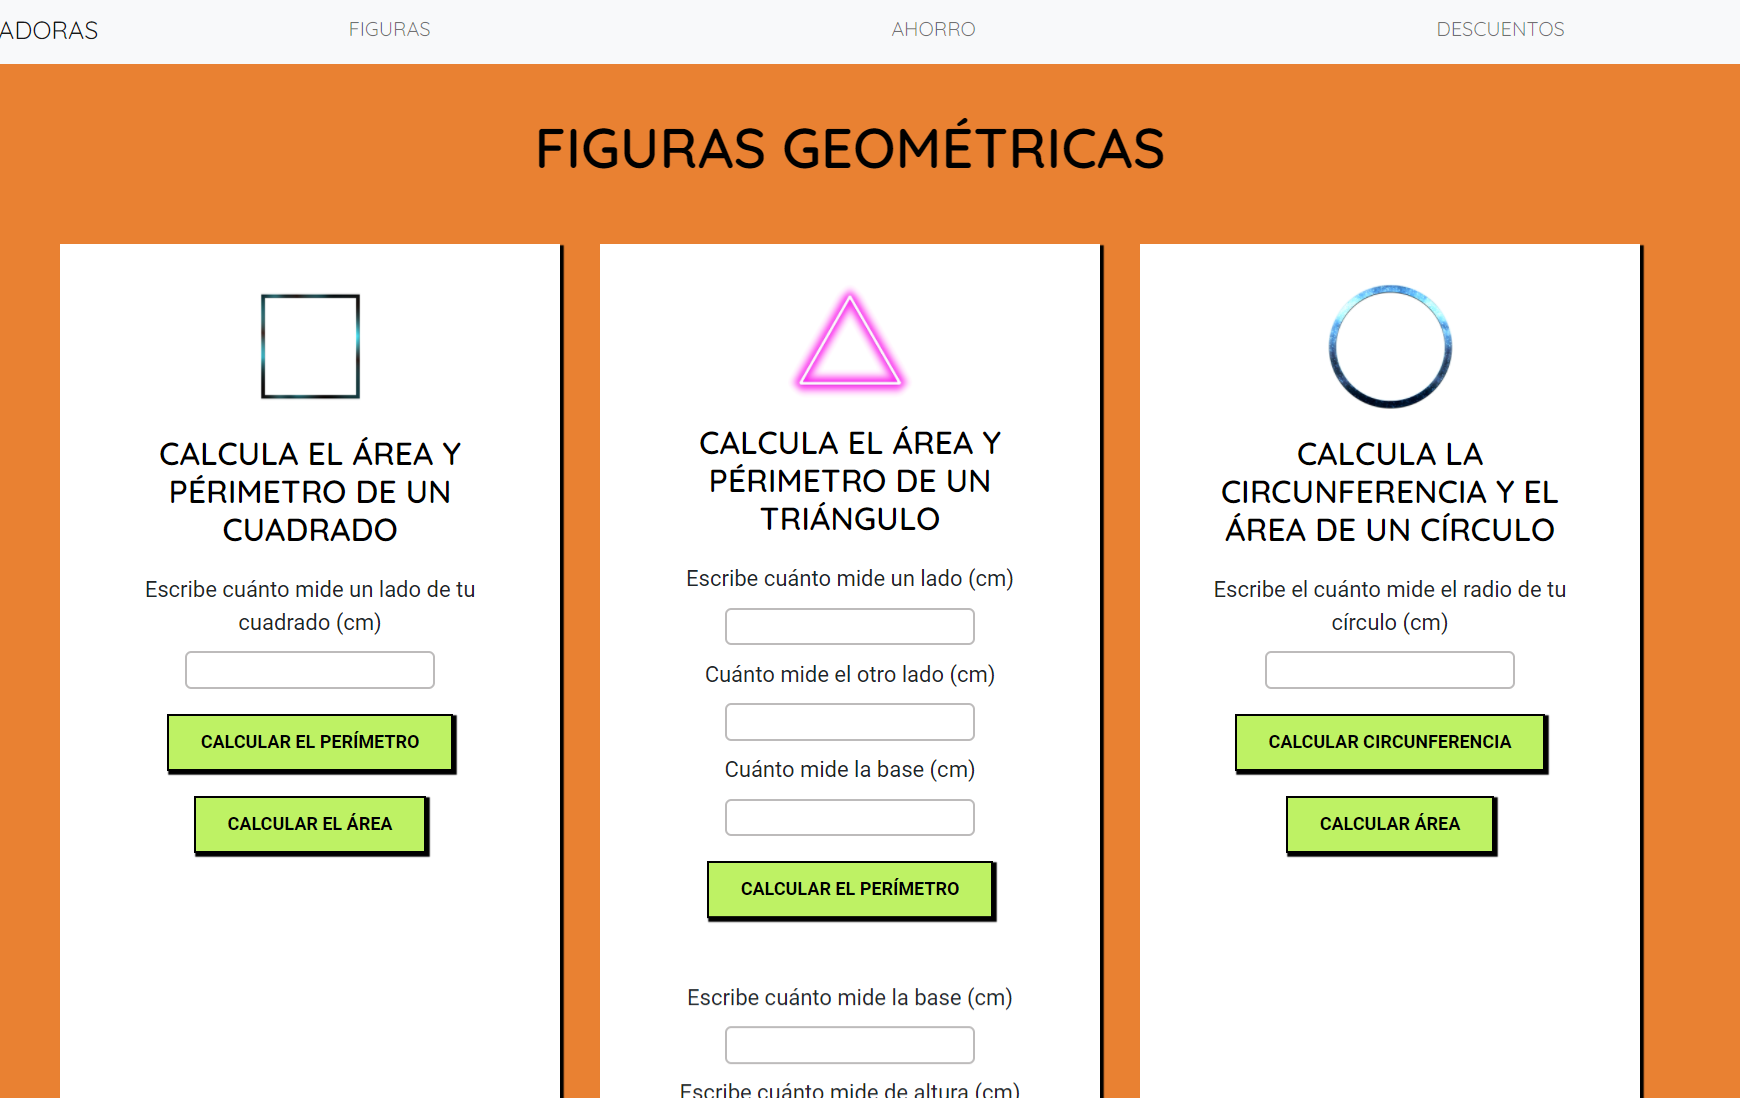 ADORAS
FIGURAS
AHORRO
DESCUENTOS
FIGURAS GEOMÉTRICAS
CALCULA EL ÁREA Y
PÉRIMETRO DE UN
CUADRADO
Escribe cuánto mide un lado de tu
cuadrado (cm)
CALCULAR EL PERÍMETRO
CALCULAR EL ÁREA
CALCULA EL ÁREA Y
PÉRIMETRO DE UN
TRIÁNGULO
Escribe cuánto mide un lado (cm)
Cuánto mide el otro lado (cm)
Cuánto mide la base (cm)
CALCULAR EL PERÍMETRO
Escribe cuánto mide la base (cm)
Escribe cuánto mide de altura (cm)
CALCULA LA
CIRCUNFERENCIA Y EL
ÁREA DE UN CÍRCULO
Escribe el cuánto mide el radio de tu
círculo (cm)
CALCULAR CIRCUNFERENCIA
CALCULAR ÁREA